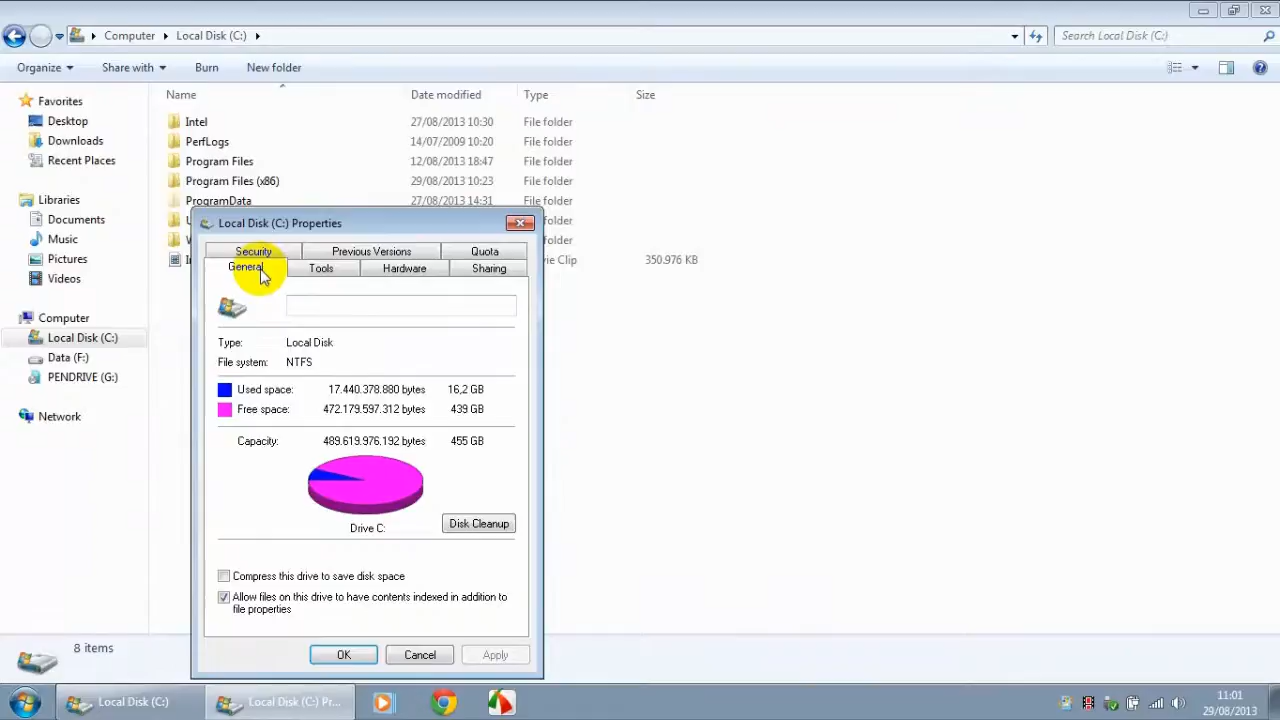 Computer Local Disk (C:)
Search Local Disk (C:)
Organize Share with Burn New folder
Name Date modified Type Size
Favorites
Desktop
Downloads
Recent Places
Libraries
Documents
Music
Pictures
Videos
Computer
Local Disk (C:)
Data (F:)
PENDRIVE (G:)
Network
Intel 27/08/2013 10:30 File folder
PerfLogs 14/07/2009 10:20 File folder
Program Files 12/08/2013 18:47 File folder
Program Files (x86) 29/08/2013 10:23 File folder
ProgramData 27/08/2013 14:31 File folder
File folder
File folder
Clip 350.976 KB
Local Disk (C:) Properties
Security Previous Versions Quota
General Tools Hardware Sharing
Type: Local Disk
File system: NTFS
Used space: 17.440.378.880 bytes 16,2 GB
Free space: 472.179.597.312 bytes 439 GB
Capacity: 489.619.976.192 bytes 455 GB
Drive C:
Disk Cleanup
Compress this drive to save disk space
Allow files on this drive to have contents indexed in addition to
file properties
OK Cancel Apply
8 items
Local Disk (C:) Local Disk (C:) Pr...
11:01
29/08/2013